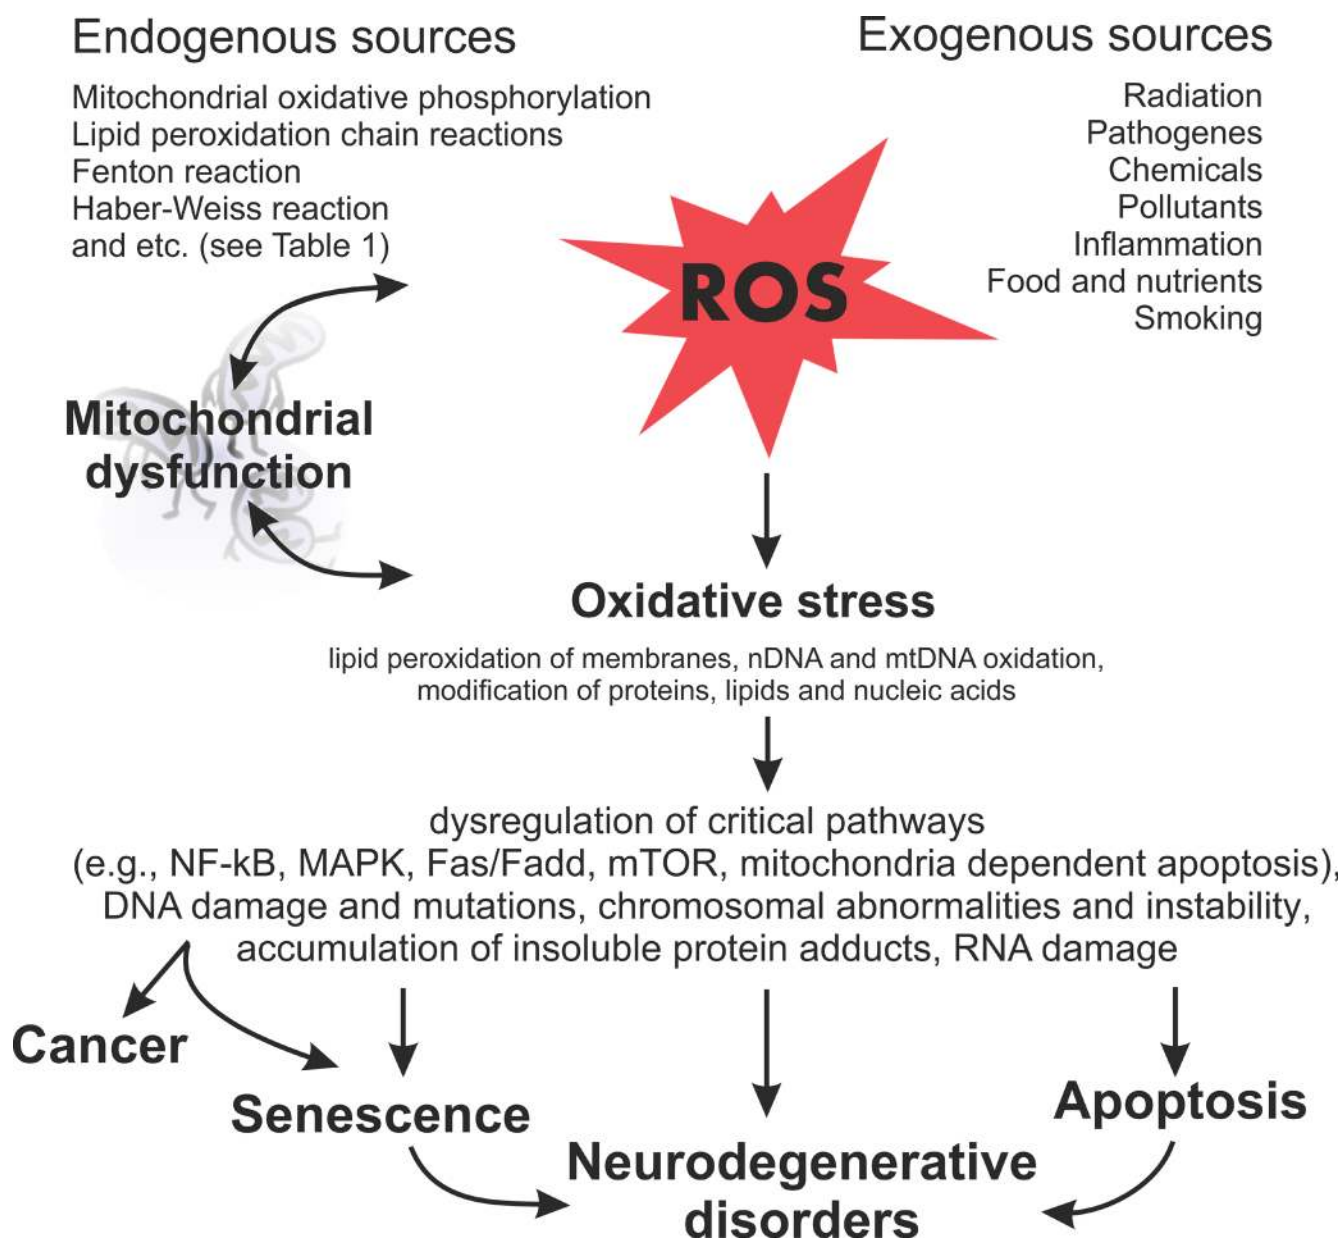 Endogenous sources
Mitochondrial oxidative phosphorylation
Lipid peroxidation chain reactions
Fenton reaction
Haber-Weiss reaction
and etc. (see Table 1)
Exogenous sources
Radiation
Pathogenes
Chemicals
Pollutants
Inflammation
Food and nutrients
Smoking
ROS
Mitochondrial
dysfunction
Oxidative stress
lipid peroxidation of membranes, nDNA and mtDNA oxidation,
modification of proteins, lipids and nucleic acids
dysregulation of critical pathways
(e.g., NF-kB, MAPK, Fas/Fadd, mTOR, mitochondria dependent apoptosis),
DNA damage and mutations, chromosomal abnormalities and instability,
accumulation of insoluble protein adducts, RNA damage
Cancer
Senescence
Apoptosis
Neurodegenerative
disorders